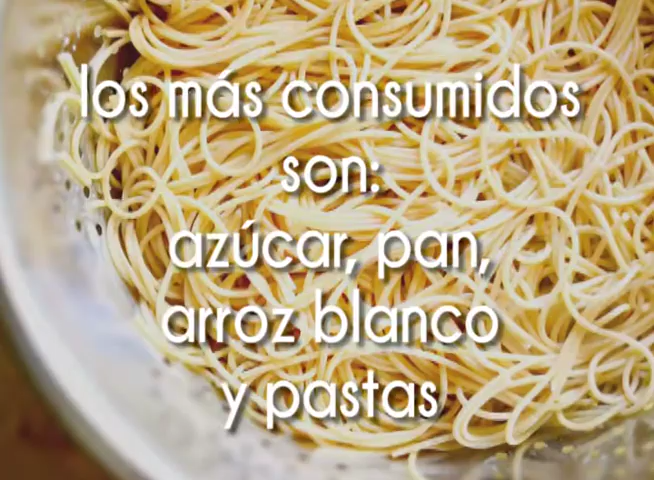 los más consumidos
son:
azúcar, pan,
arroz blanco
y pastas